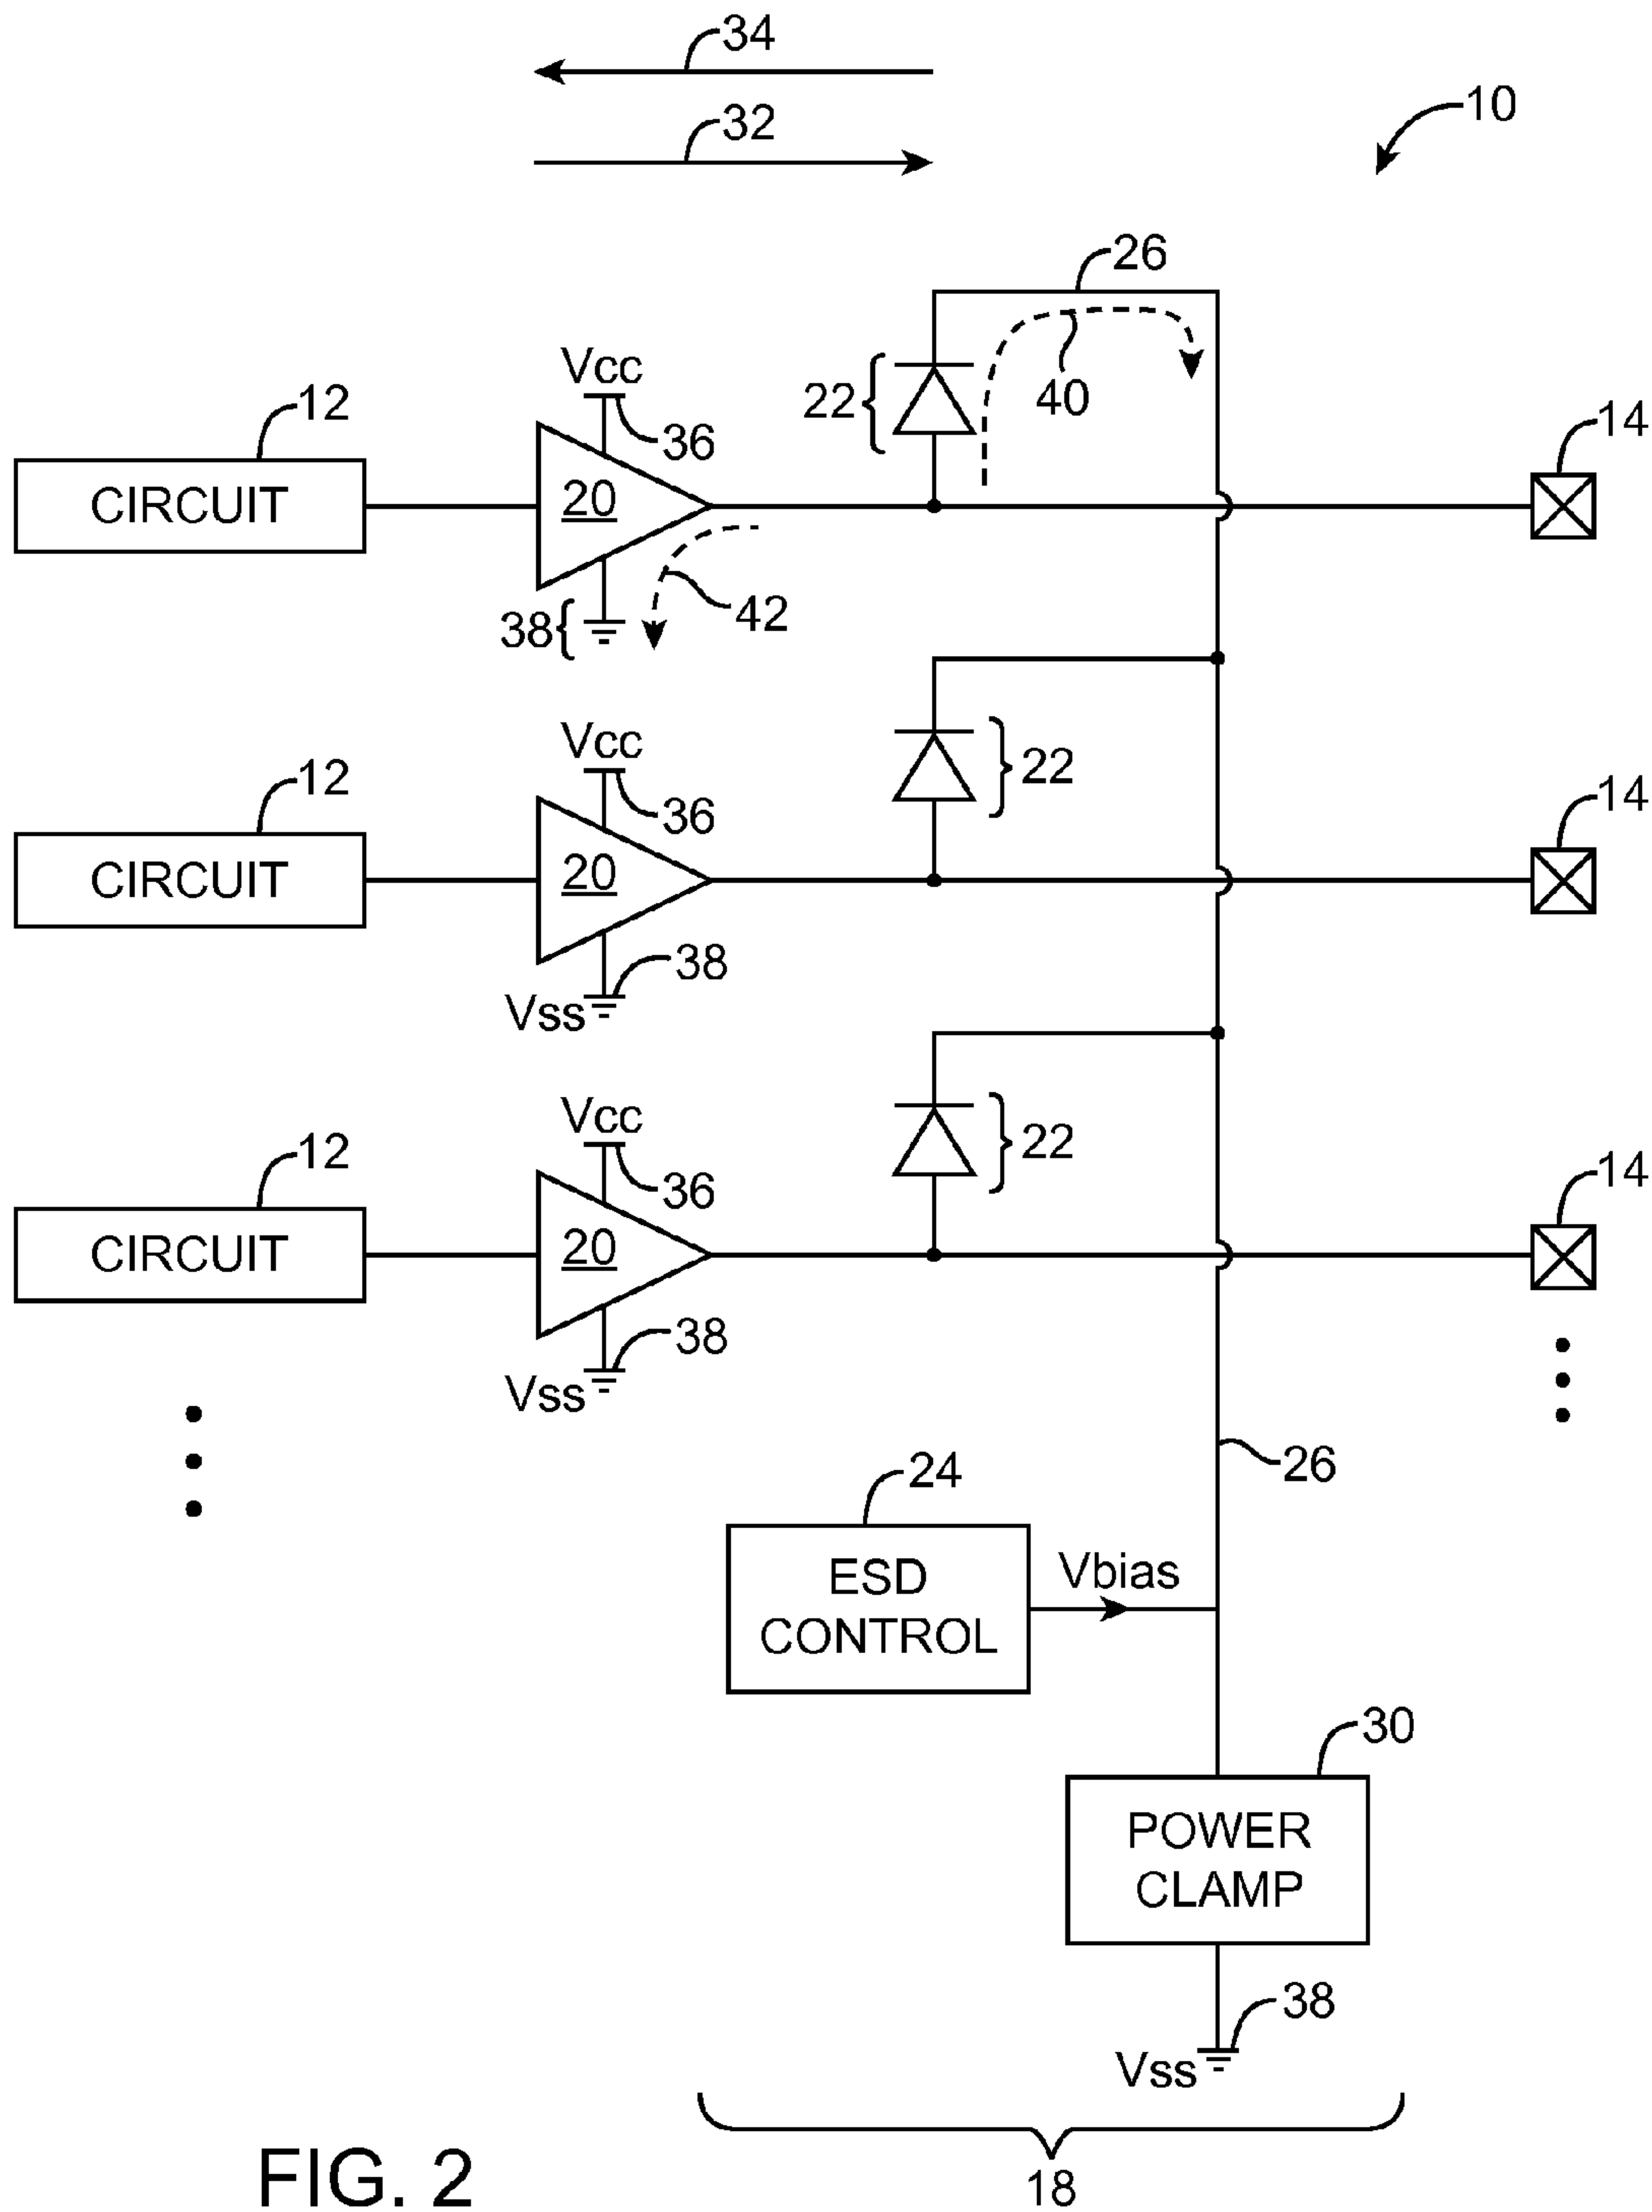 34
32
10
26
Vcc
12
22
40
14
36
CIRCUIT
20
38
42
Vcc
12
22
14
36
CIRCUIT
20
38
Vss
Vcc
12
22
14
36
CIRCUIT
20
38
Vss
24
26
ESD
CONTROL
Vbias
30
POWER
CLAMP
38
Vss
18
FIG. 2